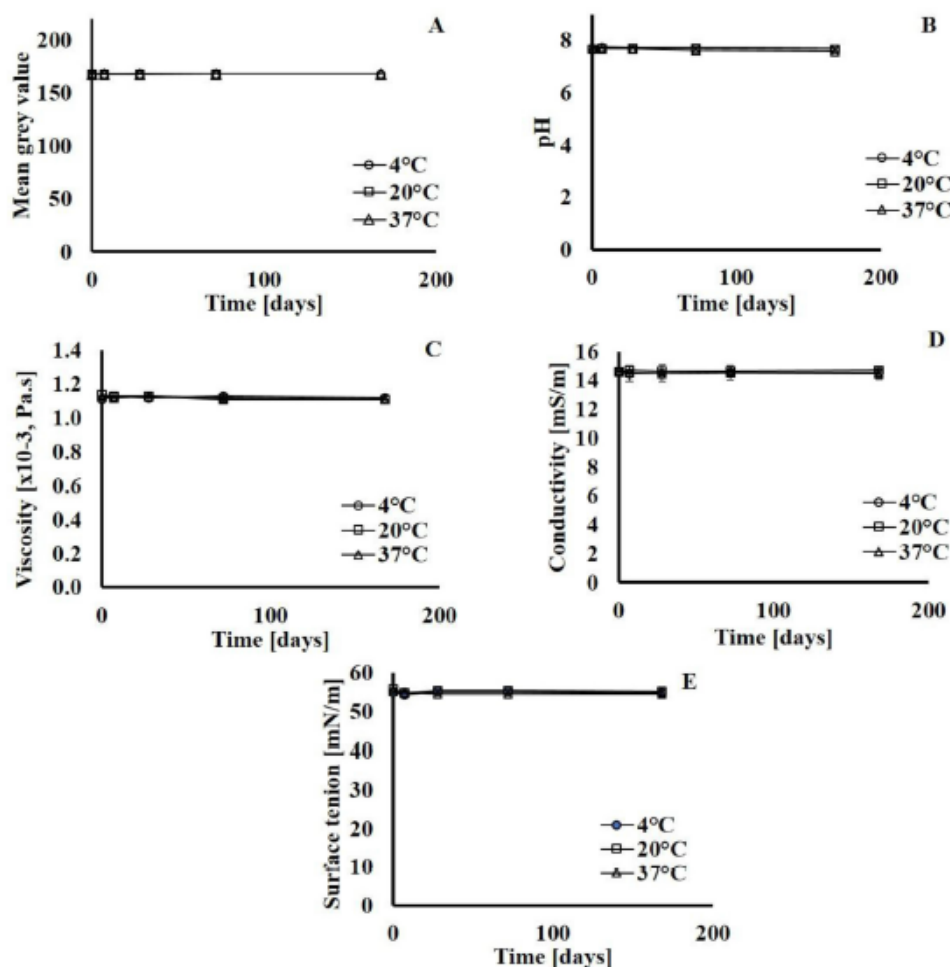 A
200
150
100
50
0
Mean grey value
4°C
20°C
37°C
0 100 200
Time [days]
B
8
6
4
2
0
pH
4°C
20°C
37°C
0 100 200
Time [days]
C
1.4
1.2
1.0
0.8
0.6
0.4
0.2
0.0
Viscosity [x10-3, Pa.s]
4°C
20°C
37°C
0 100 200
Time [days]
D
16
14
12
10
8
6
4
2
0
Conductivity [mS/m]
4°C
20°C
37°C
0 100 200
Time [days]
E
60
50
40
30
20
10
0
Surface tenion [mN/m]
4°C
20°C
37°C
0 100 200
Time [days]